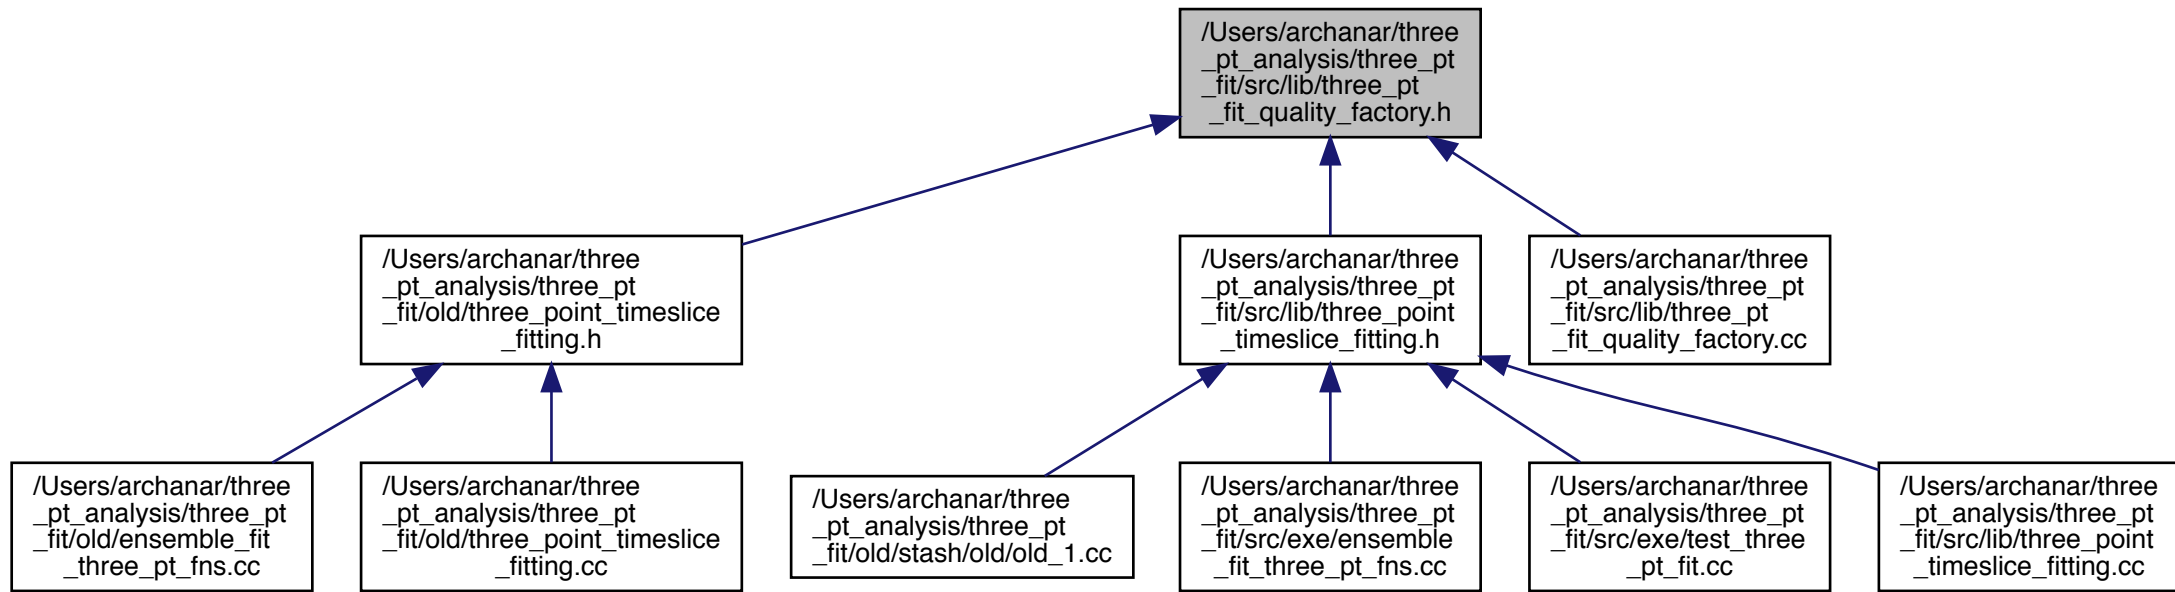 /Users/archanar/three
_pt_analysis/three_pt
_fit/src/lib/three_pt
_fit_quality_factory.h
/Users/archanar/three
_pt_analysis/three_pt
_fit/old/three_point_timeslice
_fitting.h
/Users/archanar/three
_pt_analysis/three_pt
_fit/src/lib/three_point
_timeslice_fitting.h
/Users/archanar/three
_pt_analysis/three_pt
_fit/src/lib/three_pt
_fit_quality_factory.cc
/Users/archanar/three
_pt_analysis/three_pt
_fit/old/ensemble_fit
_three_pt_fns.cc
/Users/archanar/three
_pt_analysis/three_pt
_fit/old/three_point_timeslice
_fitting.cc
/Users/archanar/three
_pt_analysis/three_pt
_fit/old/stash/old/old_1.cc
/Users/archanar/three
_pt_analysis/three_pt
_fit/src/exe/ensemble
_fit_three_pt_fns.cc
/Users/archanar/three
_pt_analysis/three_pt
_fit/src/exe/test_three
_pt_fit.cc
/Users/archanar/three
_pt_analysis/three_pt
_fit/src/lib/three_point
_timeslice_fitting.cc